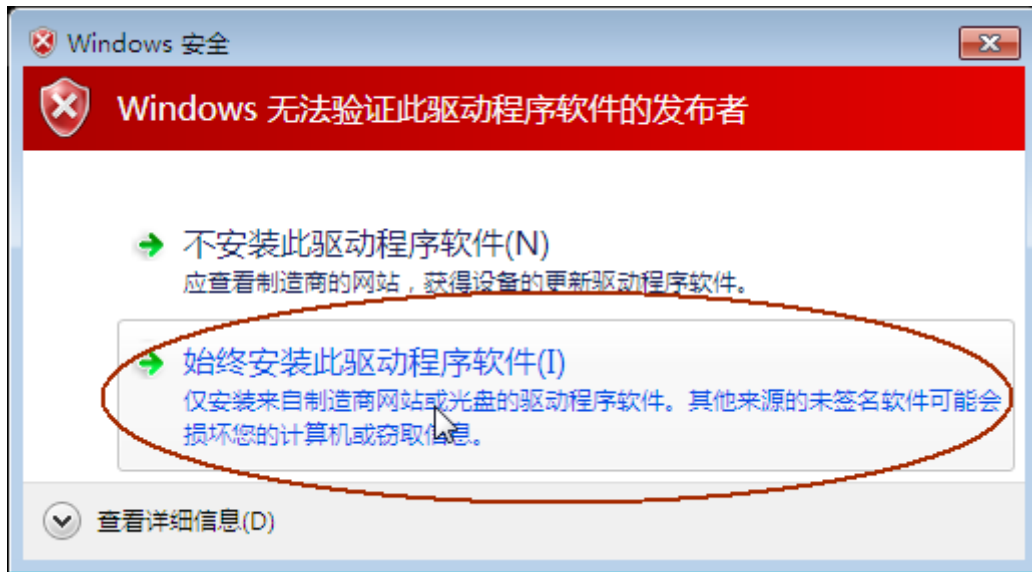 Windows 安全
Windows 无法验证此驱动程序软件的发布者
不安装此驱动程序软件(N)
应查看制造商的网站，获得设备的更新驱动程序软件。
始终安装此驱动程序软件(I)
仅安装来自制造商网站或光盘的驱动程序软件。其他来源的未签名软件可能会
损坏您的计算机或窃取信息。
查看详细信息(D)